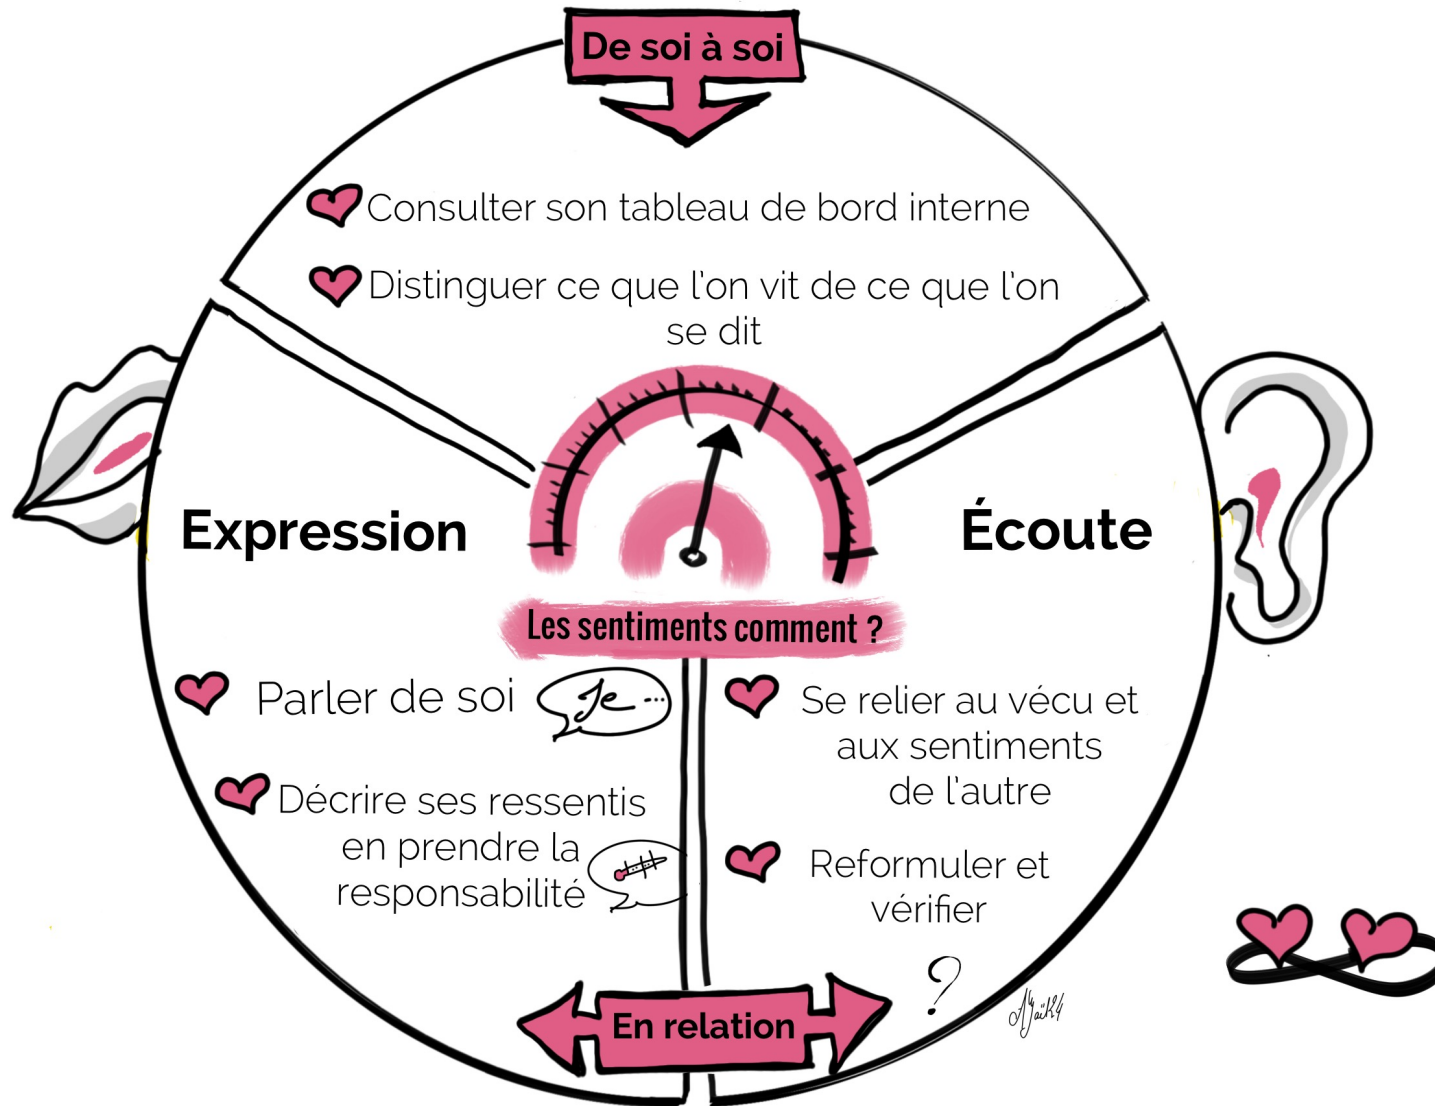 De soi à soi
Consulter son tableau de bord interne
Distinguer ce que l'on vit de ce que l'on
se dit
Expression
Écoute
Les sentiments comment ?
Parler de soi
Je ...
Décrire ses ressentis
en prendre la
responsabilité
Se relier au vécu et
aux sentiments
de l'autre
Reformuler et
vérifier
?
En relation